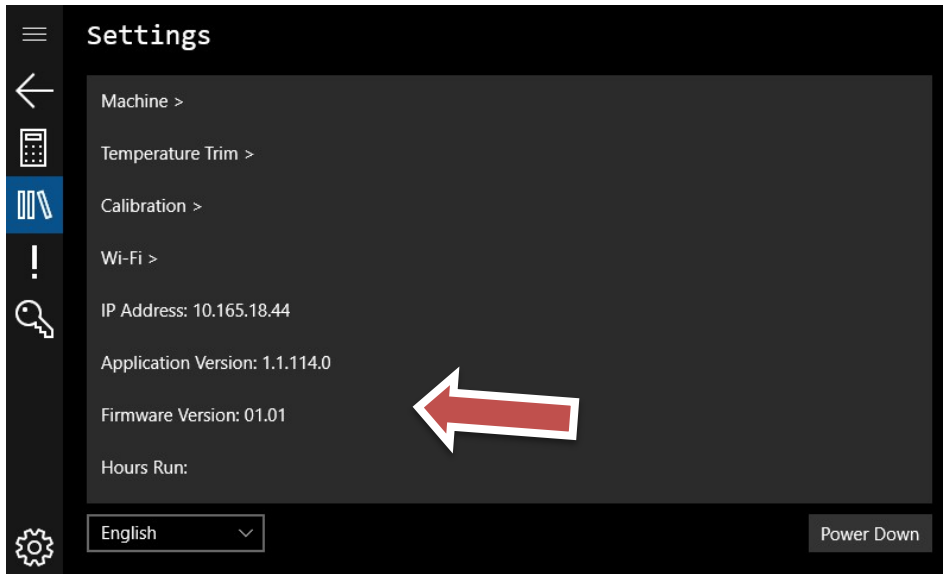 Settings
Machine >
Temperature Trim >
Calibration >
Wi-Fi >
IP Address: 10.165.18.44
Application Version: 1.1.114.0
Firmware Version: 01.01
Hours Run:
English
Power Down